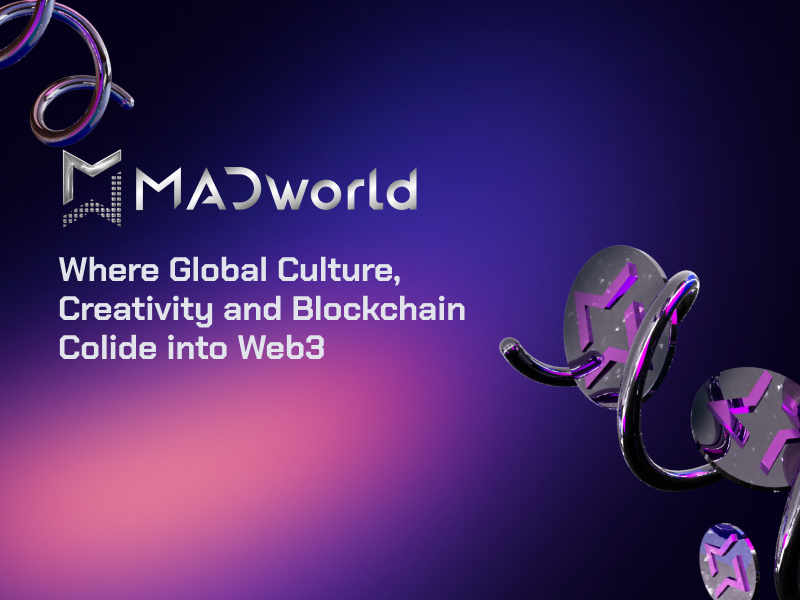 MADworld
Where Global Culture,
Creativity and Blockchain
Colide into Web3